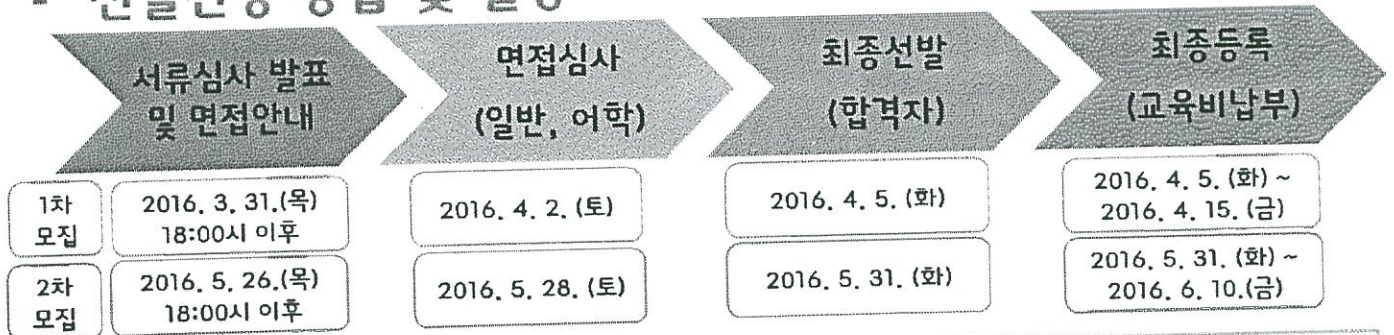 서류심사 발표
및 면접안내
면접심사
(일반, 어학)
최종선발
(합격자)
최종등록
(교육비납부)
1차
모집
2016. 3. 31.(목)
18:00시 이후
2016. 4. 2. (토)
2016. 4. 5. (화)
2016. 4. 5. (화) ~
2016. 4. 15. (금)
2차
모집
2016. 5. 26.(목)
18:00시 이후
2016. 5. 28. (토)
2016. 5. 31. (화)
2016. 5. 31. (화) ~
2016. 6. 10.(금)